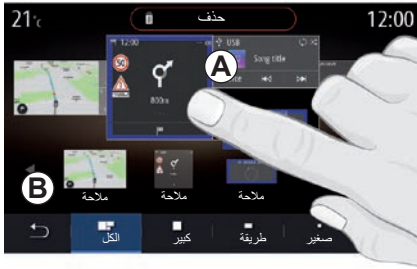 21°c حذف 12:00
12:00 USB
50 A Song title
800m
B
ملاحة ملاحة ملاحة
الكل كبير طريقة صغير